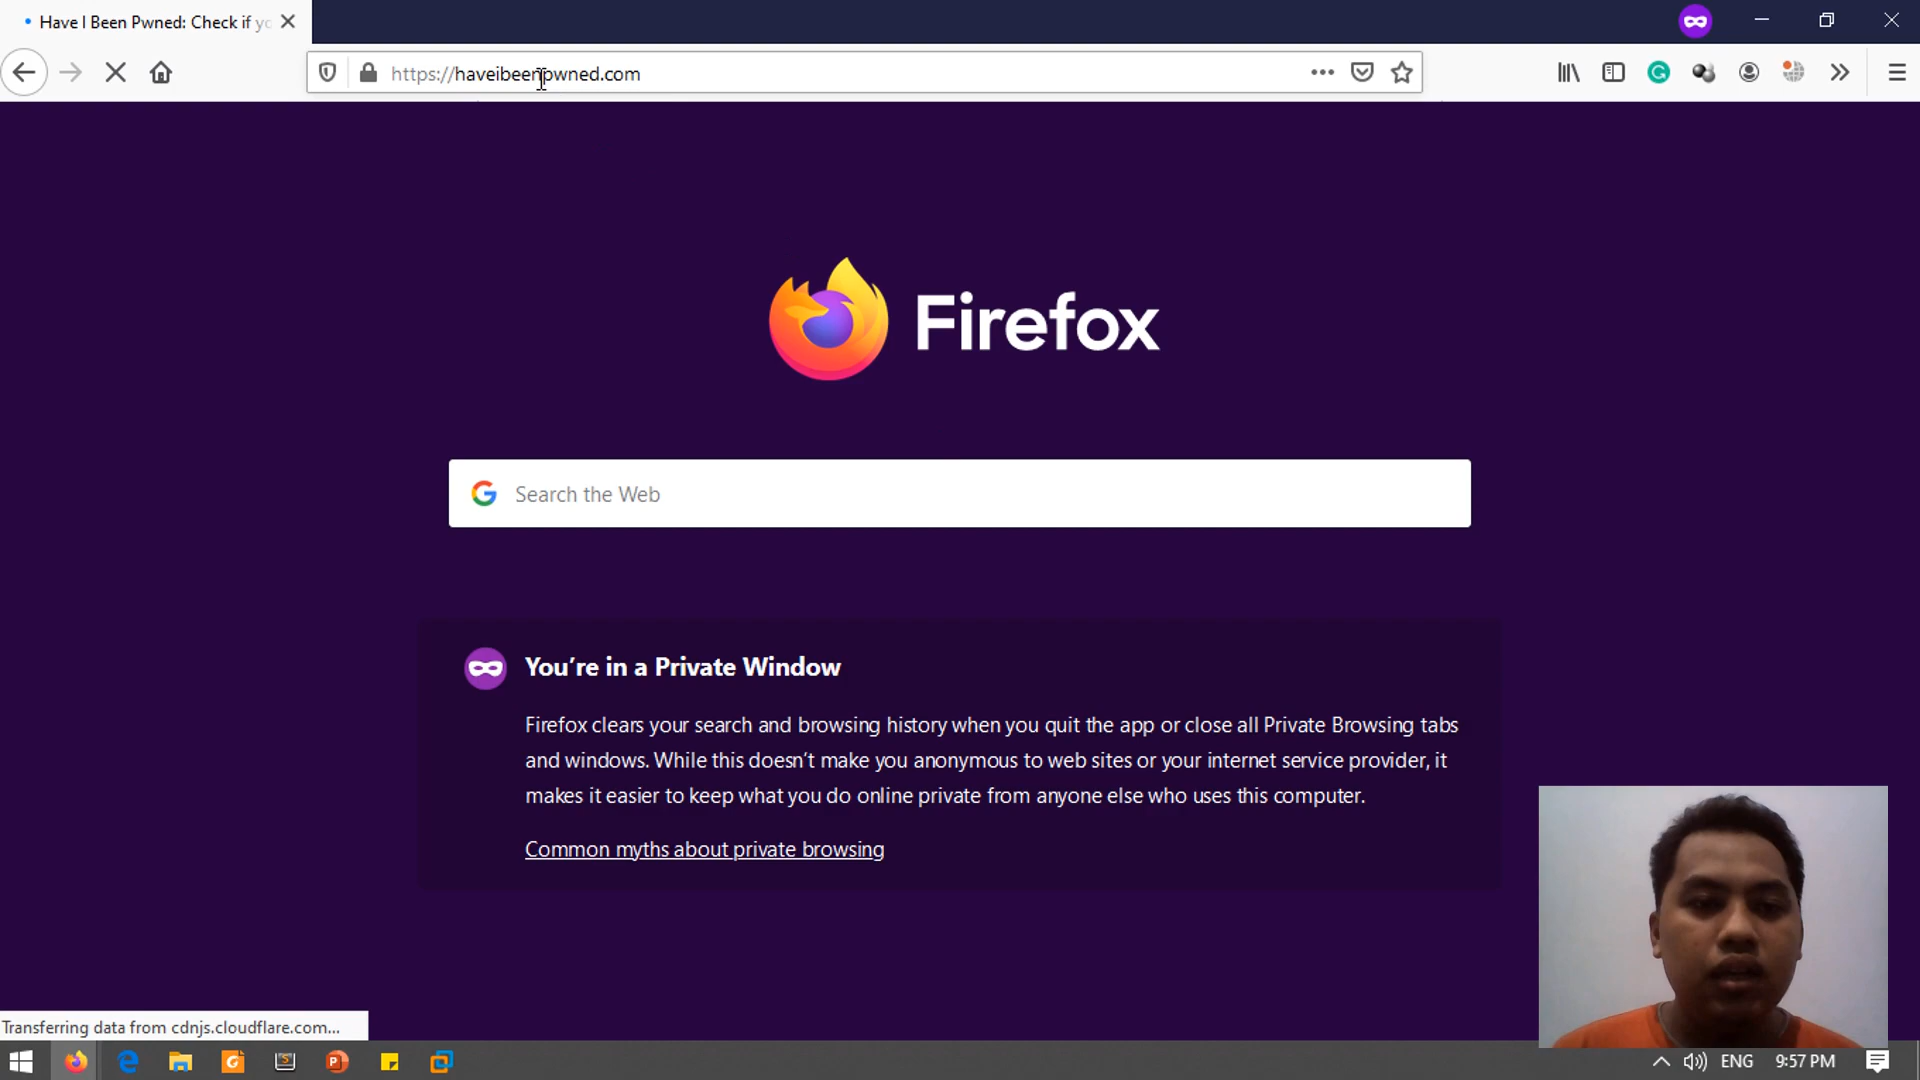 Have I Been Pwned: Check if yo
https://haveibeenpwned.com
Firefox
Search the Web
You're in a Private Window
Firefox clears your search and browsing history when you quit the app or close all Private Browsing tabs
and windows. While this doesn't make you anonymous to web sites or your internet service provider, it
makes it easier to keep what you do online private from anyone else who uses this computer.
Common myths about private browsing
Transferring data from cdnjs.cloudflare.com...
ENG
9:57 PM